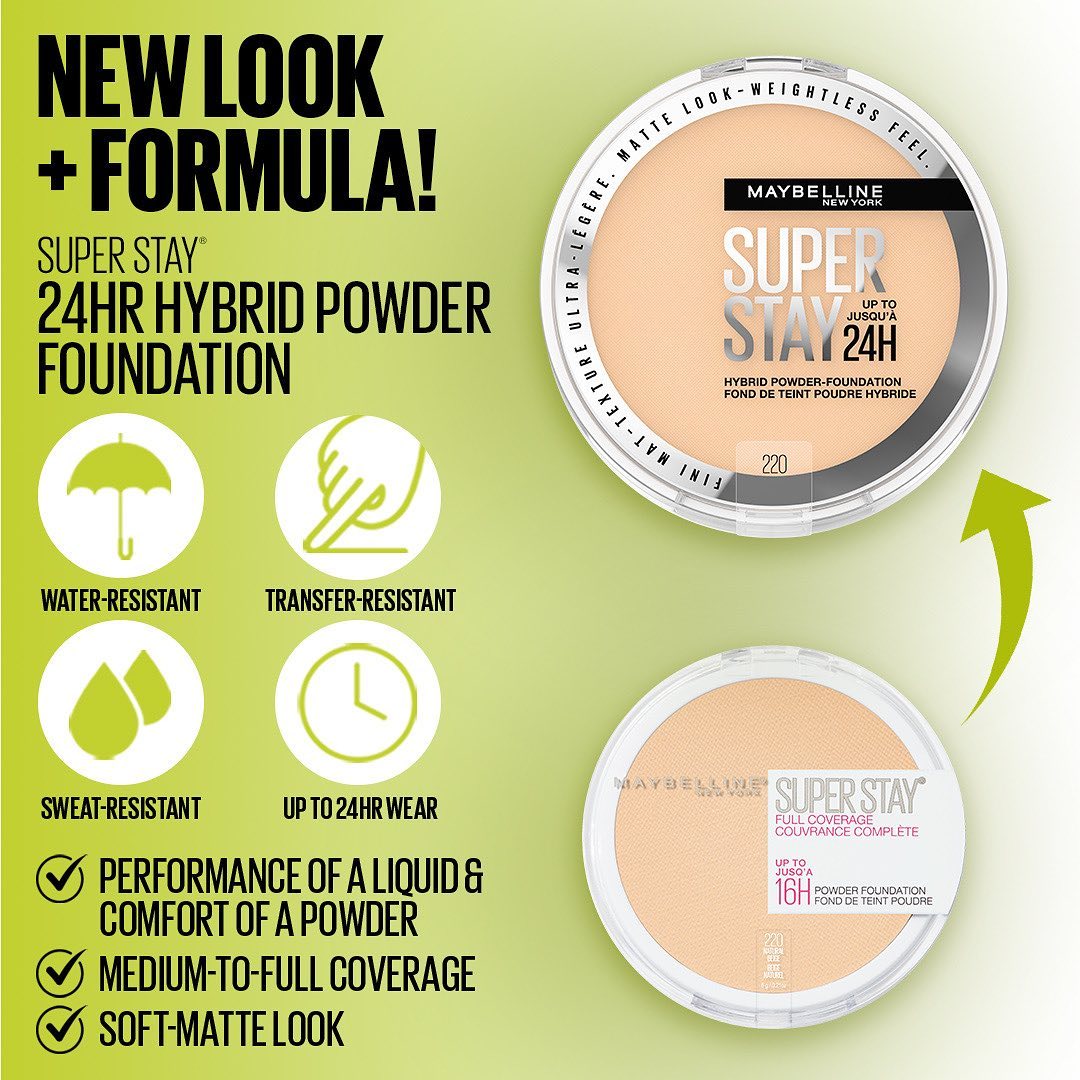 NEW LOOK
+ FORMULA!
SUPER STAY®
24HR HYBRID POWDER
FOUNDATION
WATER-RESISTANT
TRANSFER-RESISTANT
SWEAT-RESISTANT
UP TO 24HR WEAR
PERFORMANCE OF A LIQUID &
COMFORT OF A POWDER
MEDIUM-TO-FULL COVERAGE
SOFT-MATTE LOOK
FINI MAT-TEXTURE ULTRA-LÉGÈRE. MATTE LOOK-WEIGHTLESS FEEL.
MAYBELLINE
NEW YORK
SUPER
STAY
UP TO
JUSQU'À
24H
HYBRID POWDER-FOUNDATION
FOND DE TEINT POUDRE HYBRIDE
220
MAYBELLINE®
NEW YORK
SUPER STAY®
FULL COVERAGE
COUVRANCE COMPLÈTE
UP TO
JUSQ'A
16H
POWDER FOUNDATION
FOND DE TEINT POUDRE
220
NATURAL
BEIGE
BEIGE
NATUREL